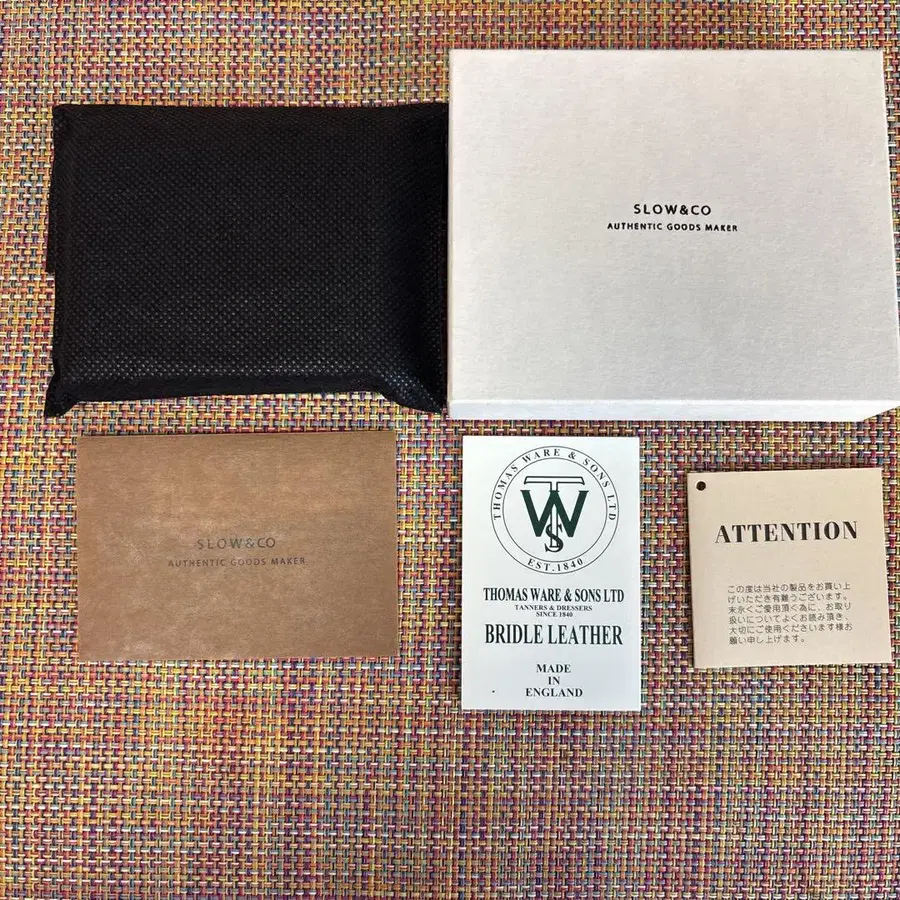 SLOW&CO
AUTHENTIC GOODS MAKER
SLOW&CO
AUTHENTIC GOODS MAKER
THOMAS WARE & SONS LTD
TWS
EST.1840
THOMAS WARE & SONS LTD
TANNERS & DRESSERS
SINCE 1840
BRIDLE LEATHER
MADE
IN
ENGLAND
ATTENTION
この度は当社の製品をお買い上
げいただき有難うございます。
末永くご愛用頂く為に、お取り
扱いについてよくお読み頂き、
大切にご使用くださいます様お
願い申し上げます。